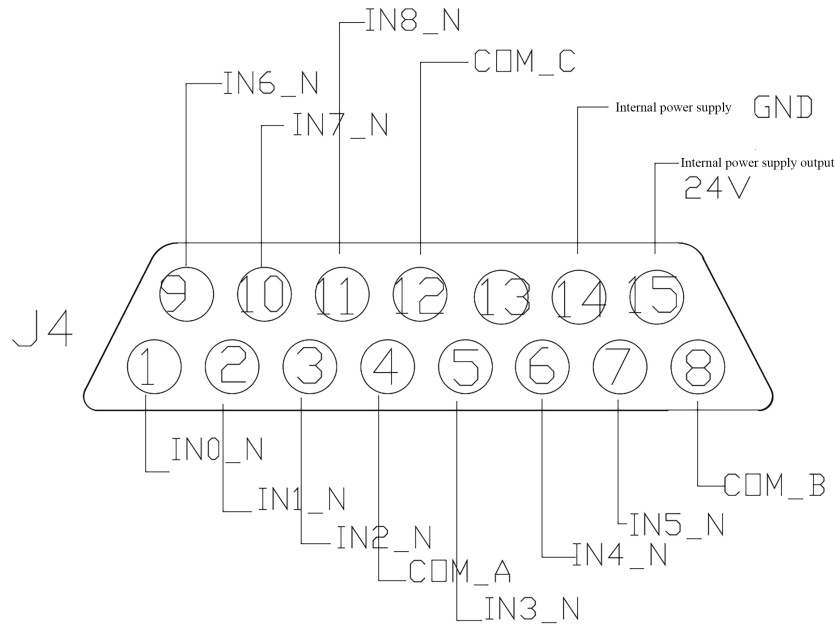 IN8_N
COM_C
IN6_N
Internal power supply GND
IN7_N
Internal power supply output
24V
9 10 11 12 13 14 15
J4
1 2 3 4 5 6 7 8
IN0_N
COM_B
IN1_N
IN5_N
IN2_N
IN4_N
COM_A
IN3_N